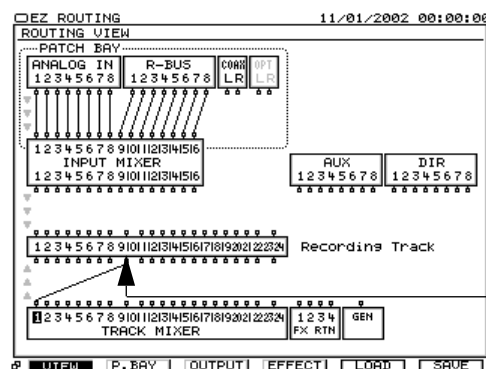 EZ ROUTING 11/01/2002 00:00:00
ROUTING VIEW
PATCH BAY
ANALOG IN R-BUS COAX OPT
12345678 12345678 LR LR
12345678910111213141516
INPUT MIXER AUX DIR
12345678910111213141516 12345678 12345678
123456789101112131415161718192021222324 Recording Track
123456789101112131415161718192021222324 1234 GEN
TRACK MIXER FX RTN
VIEW P.BAY OUTPUT EFFECT LOAD SAVE